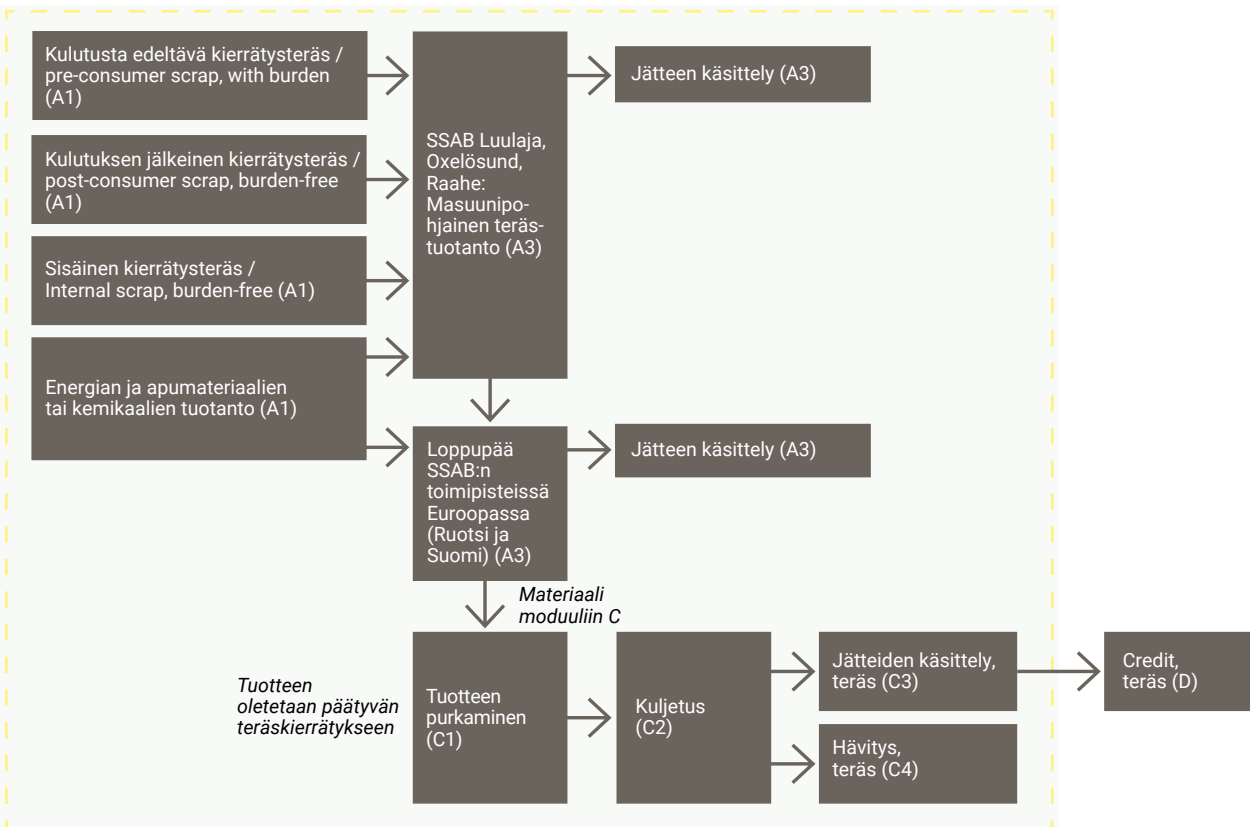 Kulutusta edeltävä kierrätysteräs /
pre-consumer scrap, with burden
(A1)
Kulutuksen jälkeinen kierrätysteräs /
post-consumer scrap, burden-free
(A1)
Sisäinen kierrätysteräs /
Internal scrap, burden-free (A1)
Energian ja apumateriaalien
tai kemikaalien tuotanto (A1)
SSAB Luulaja,
Oxelösund,
Raahe:
Masuunipo-
hjainen teräs-
tuotanto (A3)
Jätteen käsittely (A3)
Loppupää
SSAB:n
toimipisteissä
Euroopassa
(Ruotsi ja
Suomi) (A3)
Jätteen käsittely (A3)
Materiaali
moduuliin C
Tuotteen
oletetaan päätyvän
teräskierrätykseen
Tuotteen
purkaminen
(C1)
Kuljetus
(C2)
Jätteiden käsittely,
teräs (C3)
Hävitys,
teräs (C4)
Credit,
teräs (D)